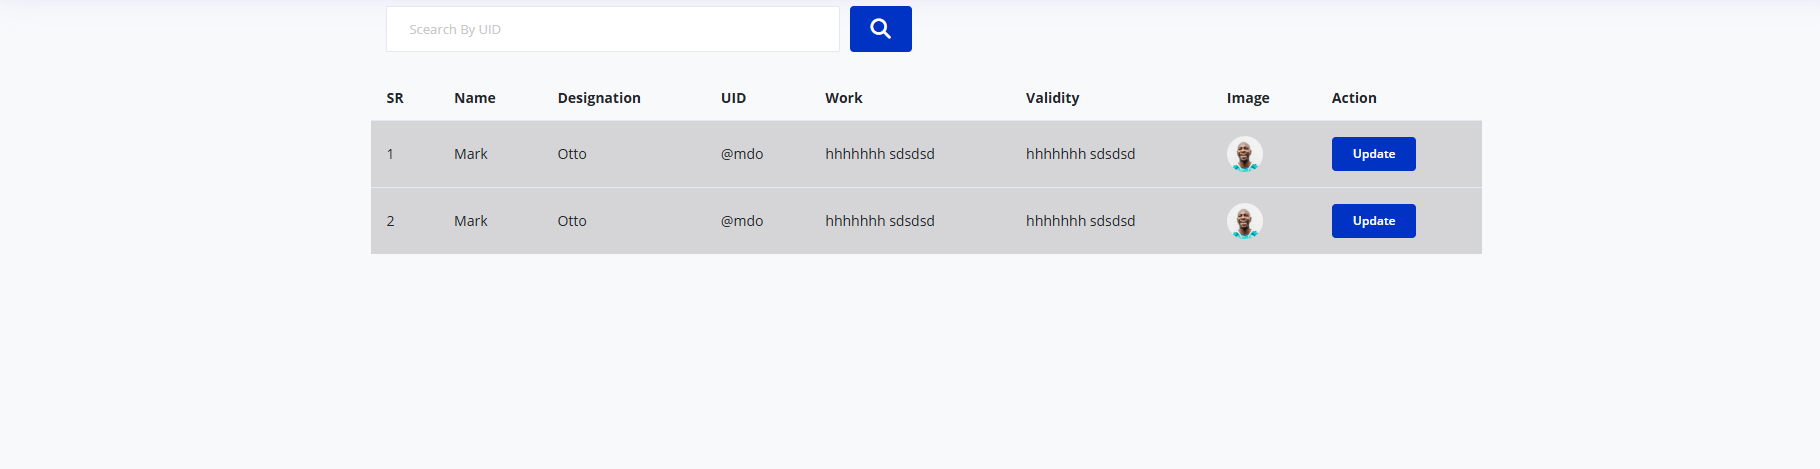 Scearch By UID
SR Name Designation UID Work Validity Image Action
1 Mark Otto @mdo hhhhhhh sdsdsd hhhhhhh sdsdsd Update
2 Mark Otto @mdo hhhhhhh sdsdsd hhhhhhh sdsdsd Update